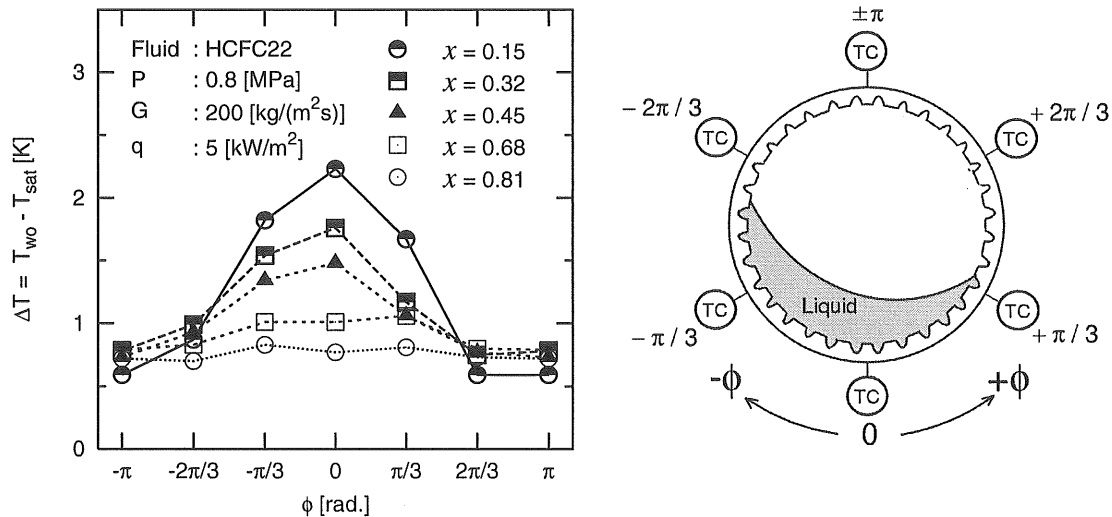 Fluid : HCFC22
P : 0.8 [MPa]
G : 200 [kg/(m²s)]
q : 5 [kW/m²]
x = 0.15
x = 0.32
x = 0.45
x = 0.68
x = 0.81
3
2
1
0
ΔT = T_wo - T_sat [K]
-π -2π/3 -π/3 0 π/3 2π/3 π
ϕ [rad.]
±π
TC
- 2π / 3 TC TC + 2π / 3
Liquid
TC TC
- π / 3 + π / 3
TC
-ϕ +ϕ
0